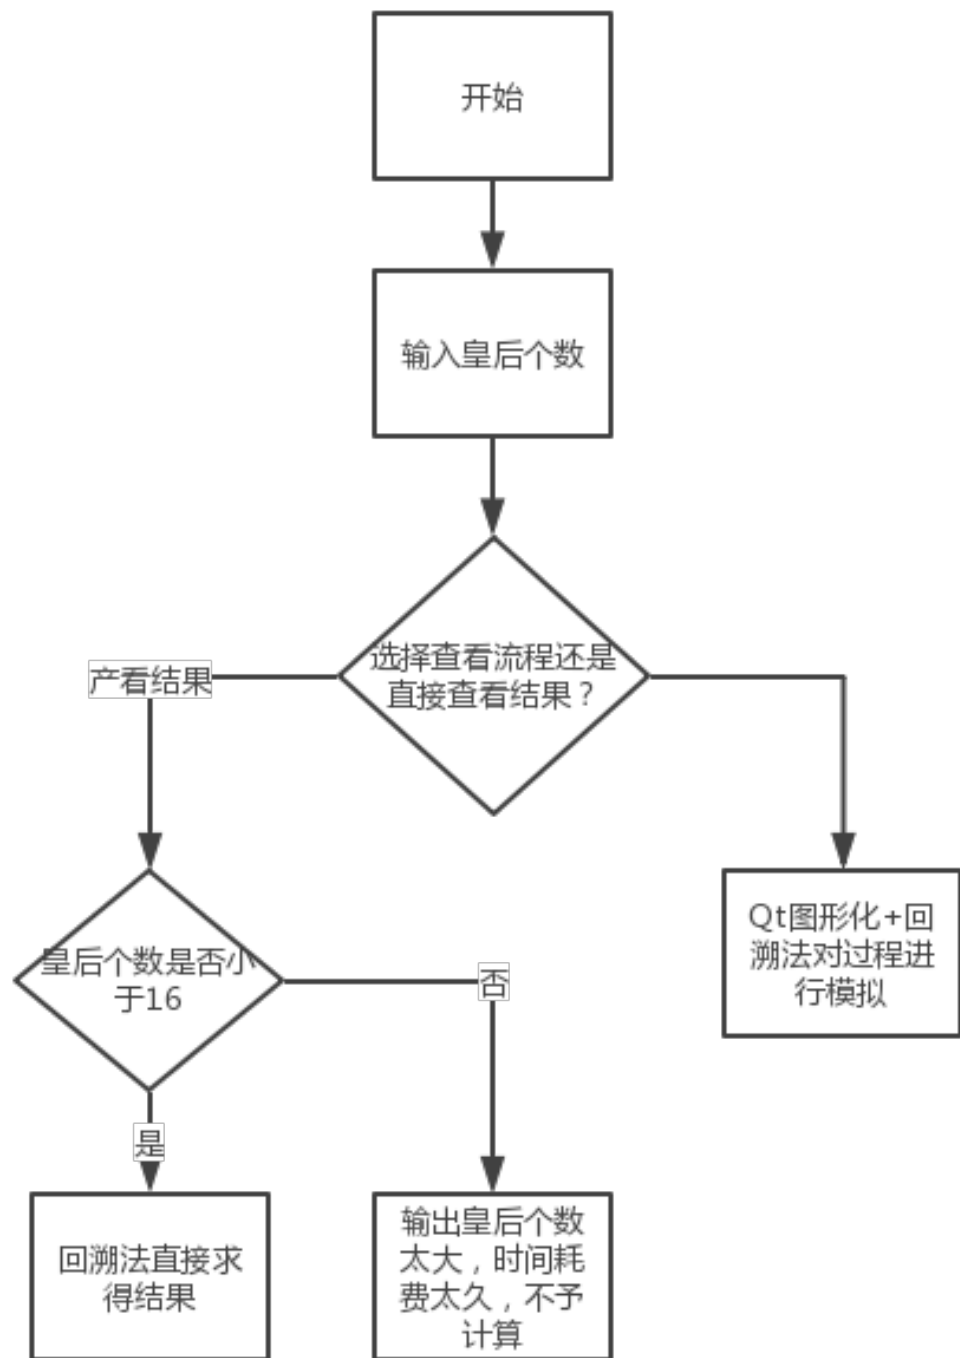 开始
输入皇后个数
选择查看流程还是
直接查看结果？
产看结果
Qt图形化+回
溯法对过程进
行模拟
皇后个数是否小
于16
否
是
回溯法直接求
得结果
输出皇后个数
太大，时间耗
费太久，不予
计算